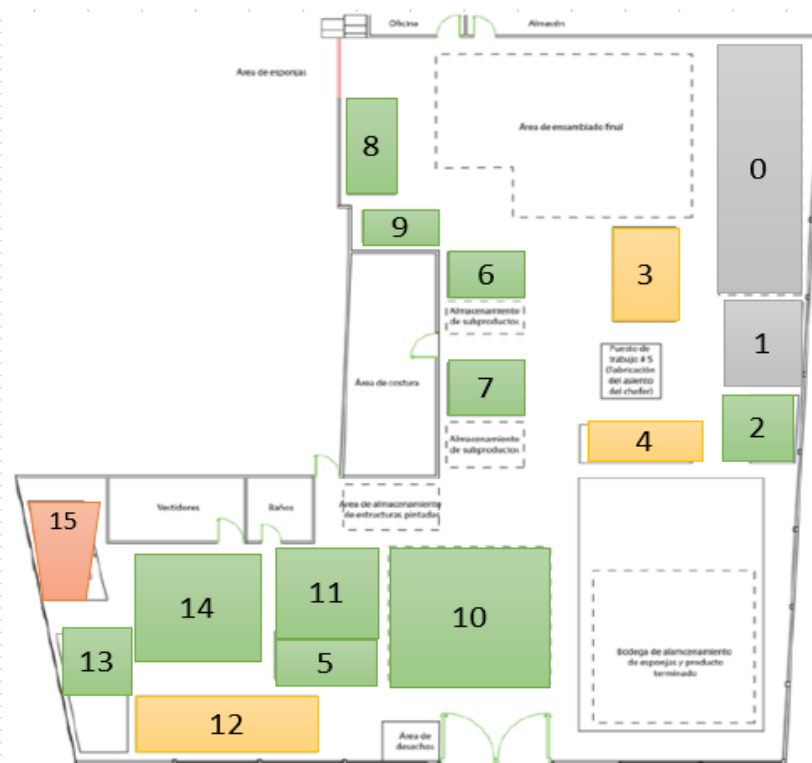 Oficina
Almacén
Área de esponjas
Área de ensamblado final
8
0
9
6
3
Almacenamiento
de subproductos
1
Puesto de
trabajo # 5
(fabricación
del asiento
del chofer)
Área de costura
7
2
4
Almacenamiento
de subproductos
Área de almacenamiento
de estructuras pintadas
Vectidores
Baños
15
14
11
10
13
5
Bodega de alamcenamiento
de esponjas y producto
terminado
12
Área de
desechos